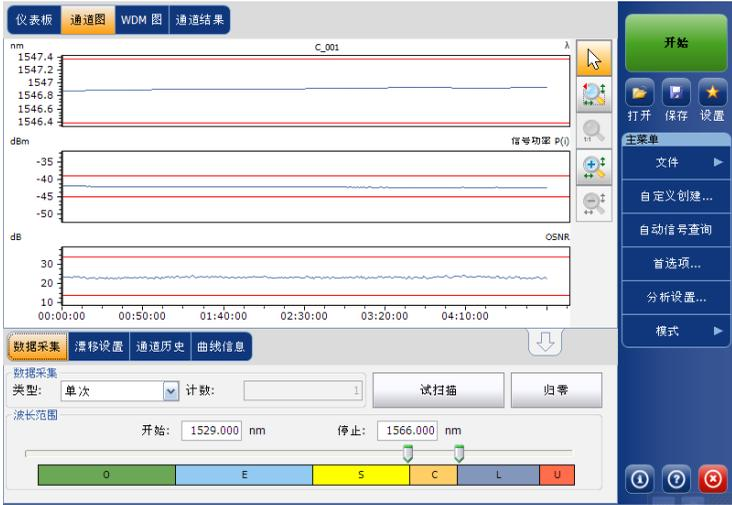 仪表板 通道图 WDM 图 通道结果
nm C_001 λ
1547.4
1547.2
1547
1546.8
1546.6
1546.4
dBm 信号功率 P(i)
-35
-40
-45
-50
dB OSNR
30
20
10
00:00:00 00:50:00 01:40:00 02:30:00 03:20:00 04:10:00
1:1
数据采集 漂移设置 通道历史 曲线信息
数据采集
类型: 单次 计数: 1 试扫描 归零
波长范围
开始: 1529.000 nm 停止: 1566.000 nm
O E S C L U
开始
打开 保存 设置
主菜单
文件
自定义创建...
自动信号查询
首选项...
分析设置...
模式